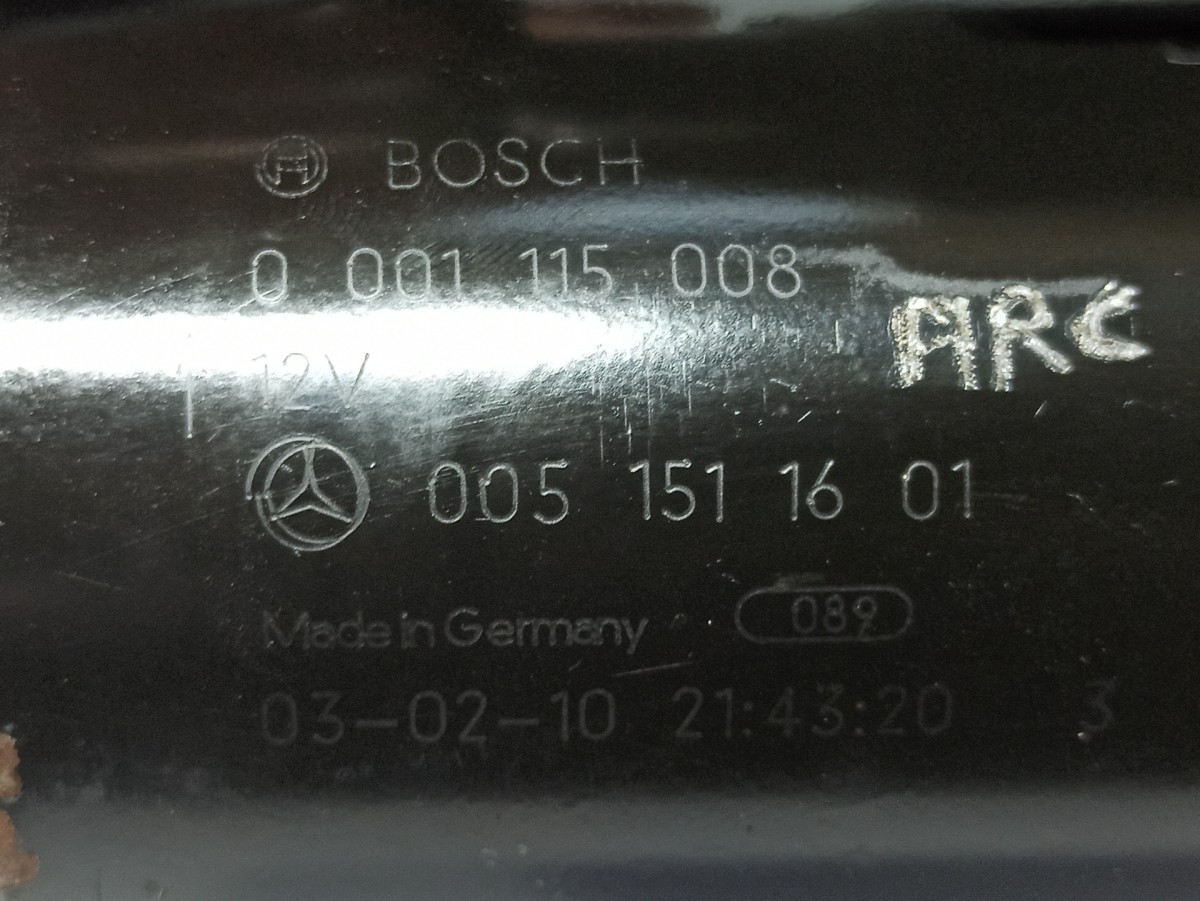 BOSCH
0 001 115 008
ARC
12V
005 151 16 01
Made in Germany 089
03-02-10 21:43:20 3